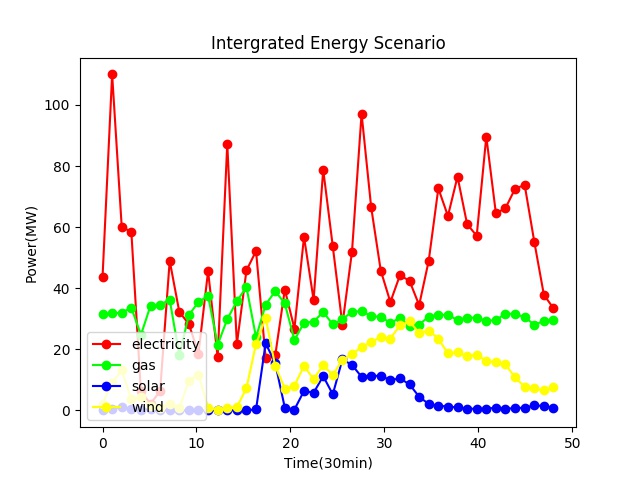 Intergrated Energy Scenario
Power(MW)
100
80
60
40
20
0
electricity
gas
solar
wind
0 10 20 30 40 50
Time(30min)